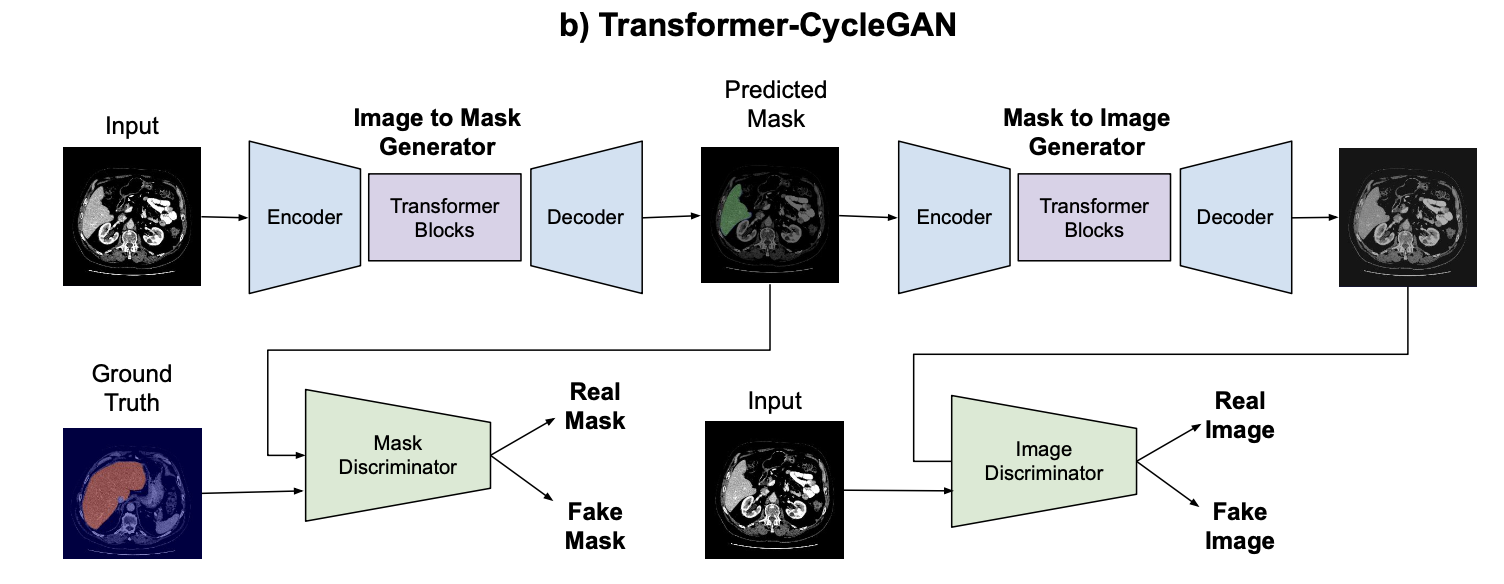 b) Transformer-CycleGAN
Input
Image to Mask
Generator
Predicted
Mask
Mask to Image
Generator
Encoder
Transformer
Blocks
Decoder
Encoder
Transformer
Blocks
Decoder
Ground
Truth
Mask
Discriminator
Real
Mask
Fake
Mask
Input
Image
Discriminator
Real
Image
Fake
Image